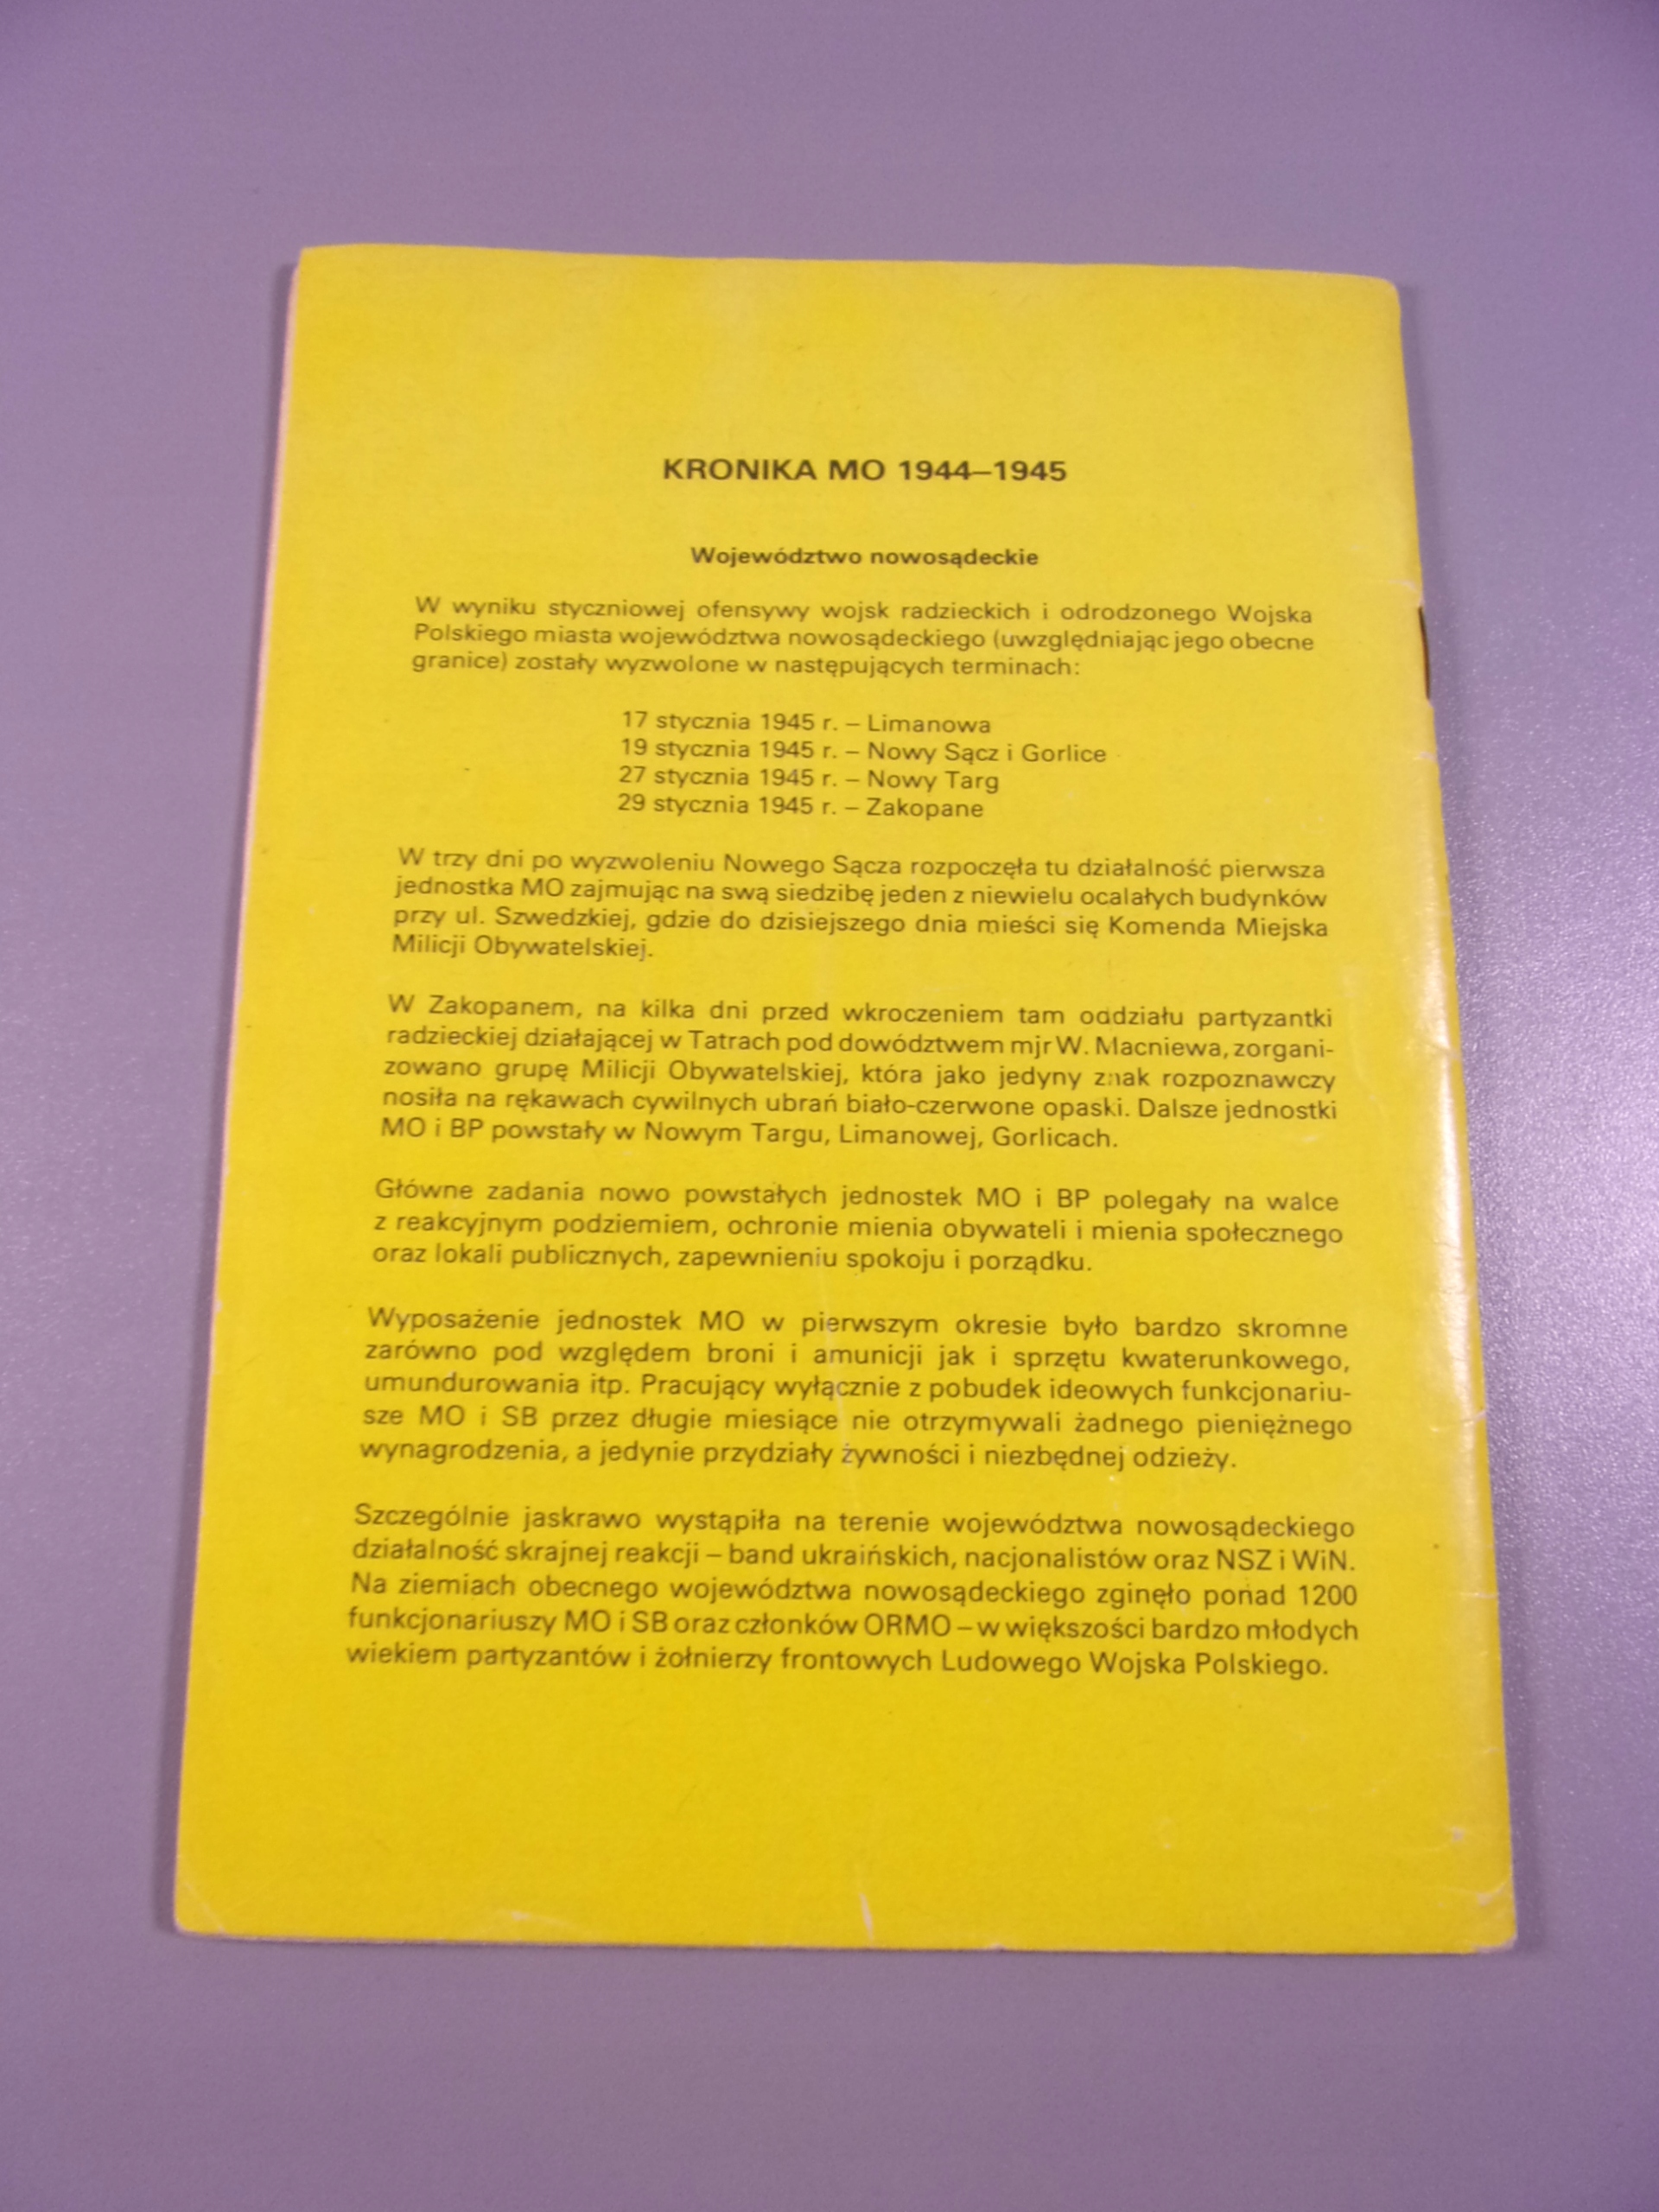 KRONIKA MO 1944–1945
Województwo nowosądeckie
W wyniku styczniowej ofensywy wojsk radzieckich i odrodzonego Wojska
Polskiego miasta województwa nowosądeckiego (uwzględniając jego obecne
granice) zostały wyzwolone w następujących terminach:
17 stycznia 1945 r. – Limanowa
19 stycznia 1945 r. – Nowy Sącz i Gorlice
27 stycznia 1945 r. – Nowy Targ
29 stycznia 1945 r. – Zakopane
W trzy dni po wyzwoleniu Nowego Sącza rozpoczęła tu działalność pierwsza
jednostka MO zajmując na swą siedzibę jeden z niewielu ocalałych budynków
przy ul. Szwedzkiej, gdzie do dzisiejszego dnia mieści się Komenda Miejska
Milicji Obywatelskiej.
W Zakopanem, na kilka dni przed wkroczeniem tam oddziału partyzantki
radzieckiej działającej w Tatrach pod dowództwem mjr W. Macniewa, zorgani-
zowano grupę Milicji Obywatelskiej, która jako jedyny znak rozpoznawczy
nosiła na rękawach cywilnych ubrań biało-czerwone opaski. Dalsze jednostki
MO i BP powstały w Nowym Targu, Limanowej, Gorlicach.
Główne zadania nowo powstałych jednostek MO i BP polegały na walce
z reakcyjnym podziemiem, ochronie mienia obywateli i mienia społecznego
oraz lokali publicznych, zapewnieniu spokoju i porządku.
Wyposażenie jednostek MO w pierwszym okresie było bardzo skromne
zarówno pod względem broni i amunicji jak i sprzętu kwaterunkowego,
umundurowania itp. Pracujący wyłącznie z pobudek ideowych funkcjonariu-
sze MO i SB przez długie miesiące nie otrzymywali żadnego pieniężnego
wynagrodzenia, a jedynie przydziały żywności i niezbędnej odzieży.
Szczególnie jaskrawo wystąpiła na terenie województwa nowosądeckiego
działalność skrajnej reakcji – band ukraińskich, nacjonalistów oraz NSZ i WiN.
Na ziemiach obecnego województwa nowosądeckiego zginęło ponad 1200
funkcjonariuszy MO i SB oraz członków ORMO – w większości bardzo młodych
wiekiem partyzantów i żołnierzy frontowych Ludowego Wojska Polskiego.